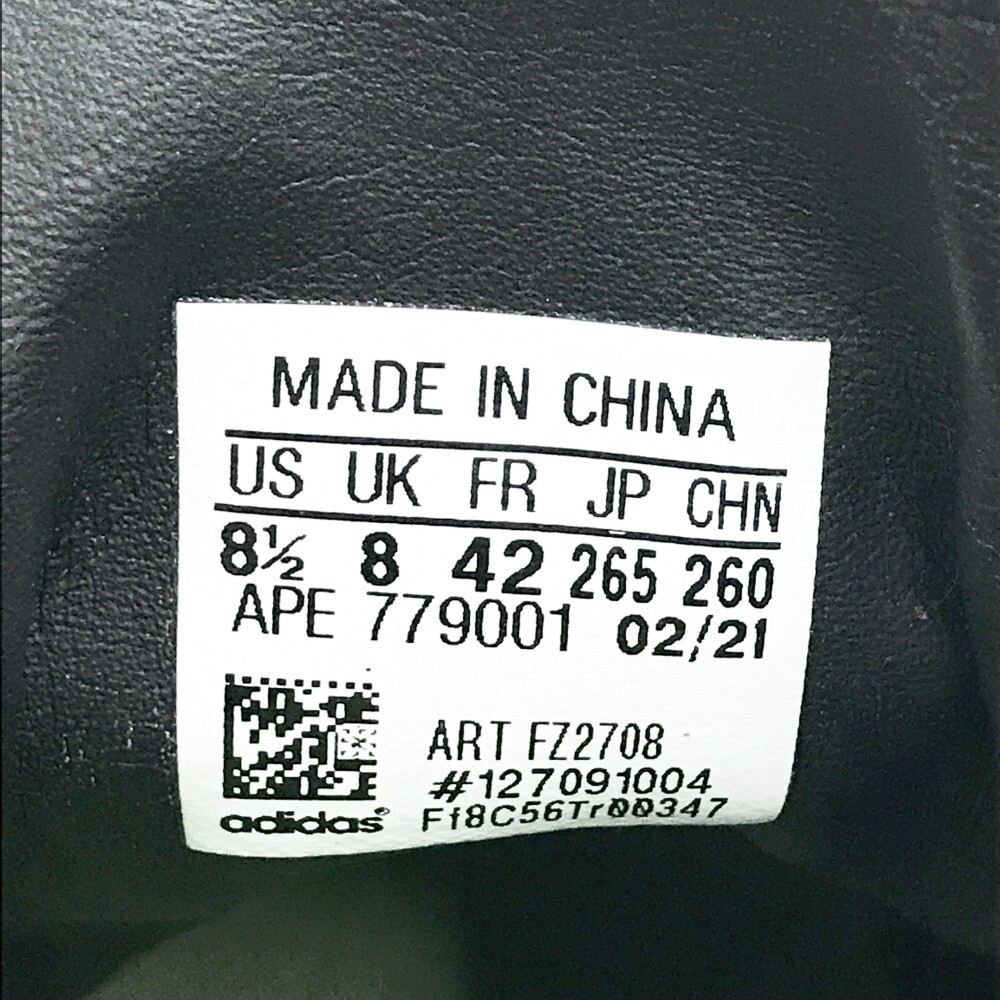 MADE IN CHINA
US UK FR JP CHN
8½ 8 42 265 260
APE 779001 02/21
ART FZ2708
#127091004
Ff8C56Tr00347
adidas®